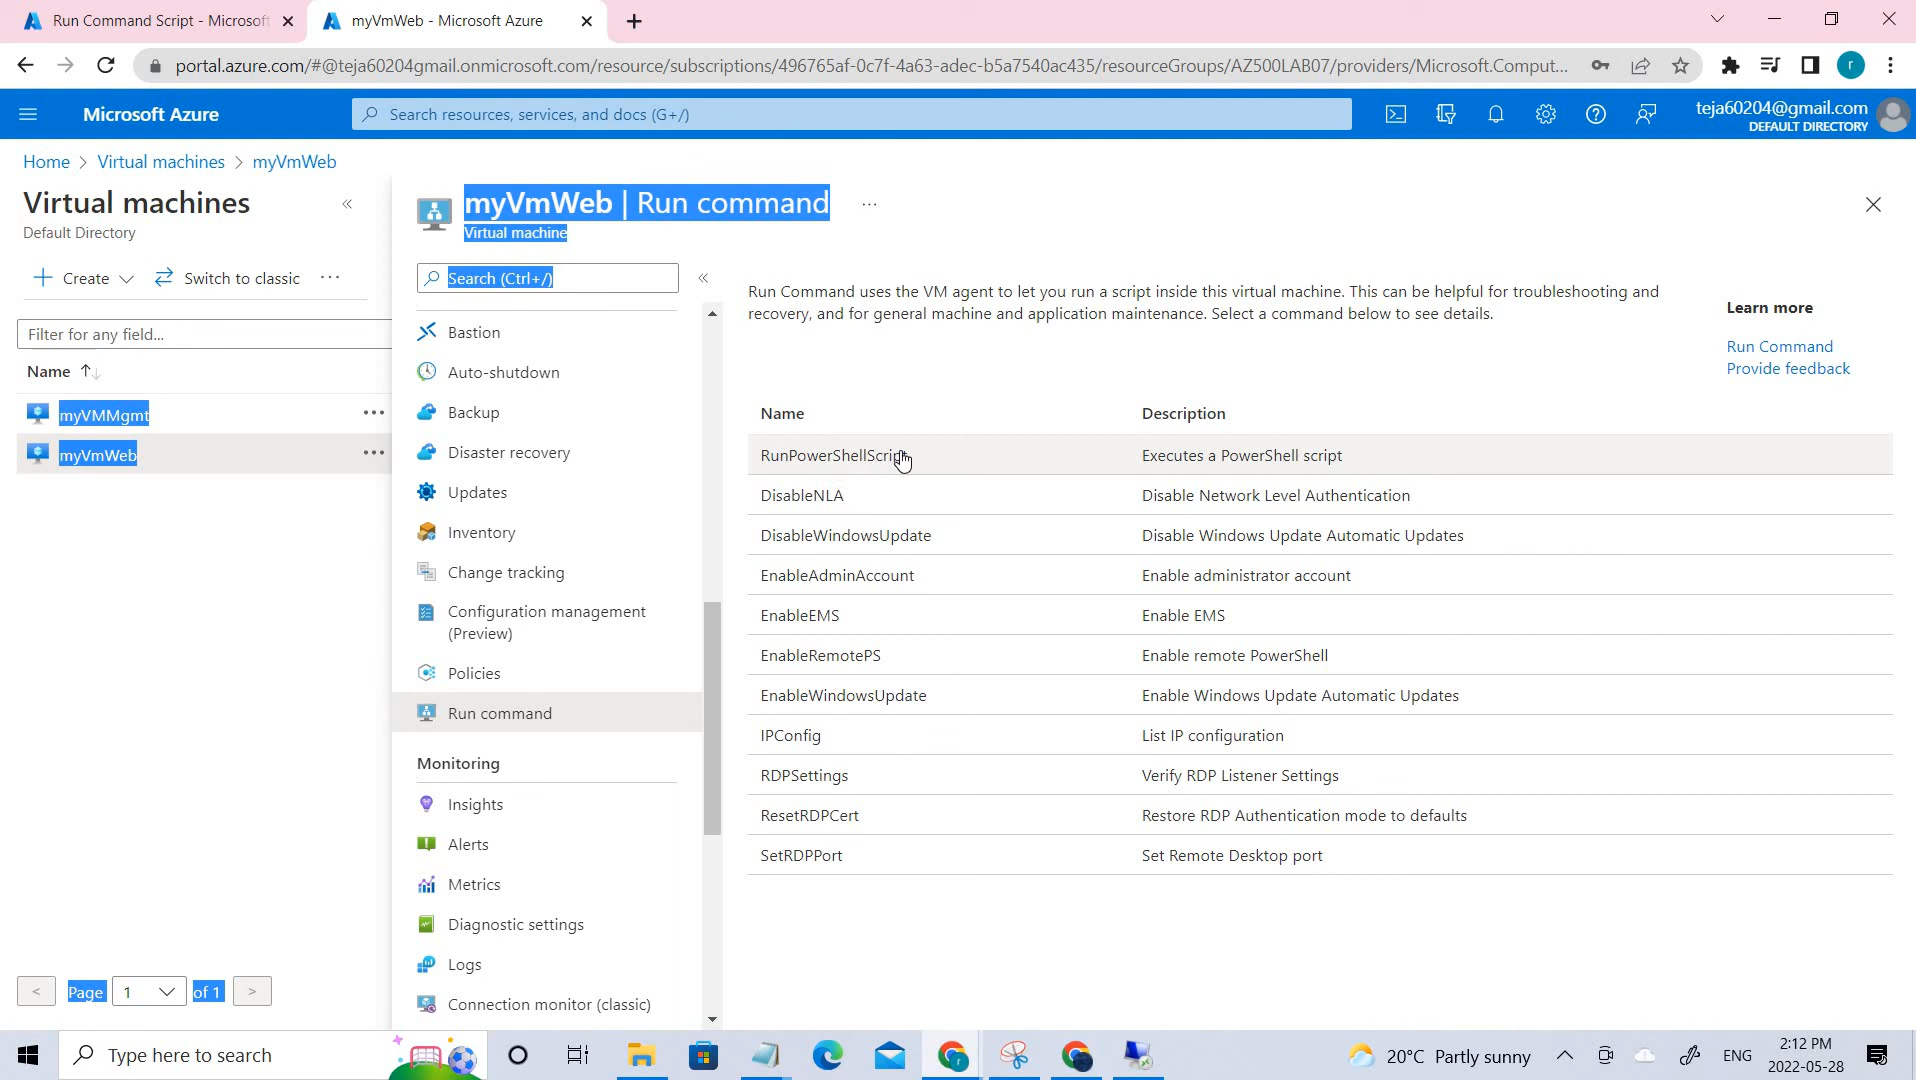 Run Command Script - Microsoft
myVmWeb - Microsoft Azure
portal.azure.com/#@teja60204gmail.onmicrosoft.com/resource/subscriptions/496765af-0c7f-4a63-adec-b5a7540ac435/resourceGroups/AZ500LAB07/providers/Microsoft.Comput...
r
Microsoft Azure
Search resources, services, and docs (G+/)
teja60204@gmail.com
DEFAULT DIRECTORY
Home > Virtual machines > myVmWeb
Virtual machines
Default Directory
Create
Switch to classic
Filter for any field...
Name
myVMMgmt
myVmWeb
Page 1 of 1
myVmWeb | Run command
Virtual machine
Search (Ctrl+/)
Bastion
Auto-shutdown
Backup
Disaster recovery
Updates
Inventory
Change tracking
Configuration management
(Preview)
Policies
Run command
Monitoring
Insights
Alerts
Metrics
Diagnostic settings
Logs
Connection monitor (classic)
Run Command uses the VM agent to let you run a script inside this virtual machine. This can be helpful for troubleshooting and
recovery, and for general machine and application maintenance. Select a command below to see details.
Learn more
Run Command
Provide feedback
Name Description
RunPowerShellScript Executes a PowerShell script
DisableNLA Disable Network Level Authentication
DisableWindowsUpdate Disable Windows Update Automatic Updates
EnableAdminAccount Enable administrator account
EnableEMS Enable EMS
EnableRemotePS Enable remote PowerShell
EnableWindowsUpdate Enable Windows Update Automatic Updates
IPConfig List IP configuration
RDPSettings Verify RDP Listener Settings
ResetRDPCert Restore RDP Authentication mode to defaults
SetRDPPort Set Remote Desktop port
Type here to search
20°C Partly sunny
ENG
2:12 PM
2022-05-28